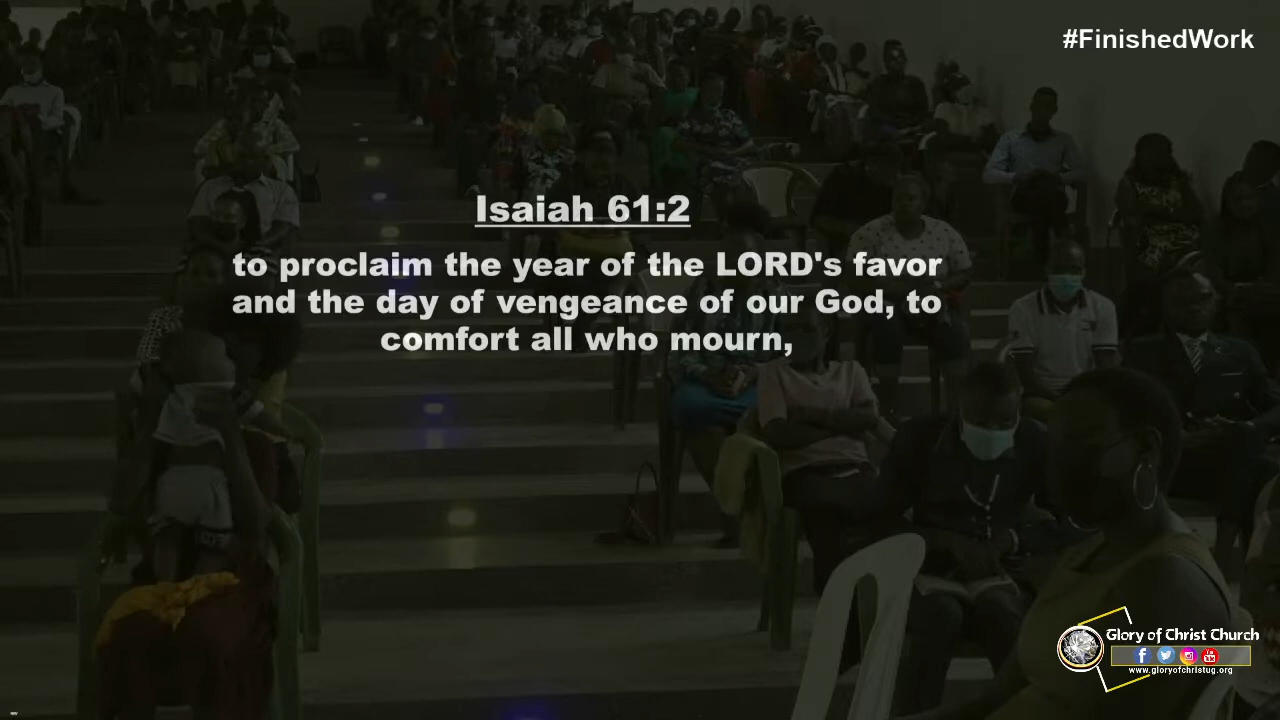 #FinishedWork
Isaiah 61:2
to proclaim the year of the LORD's favor
and the day of vengeance of our God, to
comfort all who mourn,
Glory of Christ Church
www.gloryofchristug.org